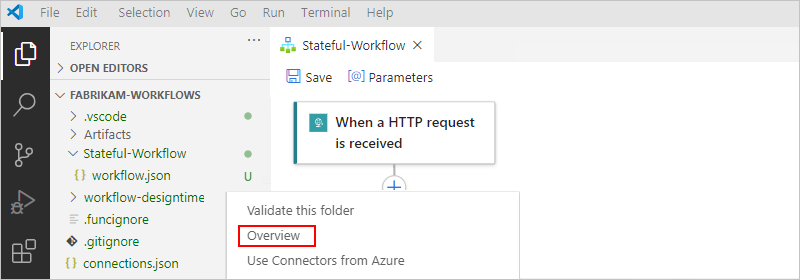 File Edit Selection View Go Run Terminal Help
EXPLORER
OPEN EDITORS
FABRIKAM-WORKFLOWS
.vscode
Artifacts
Stateful-Workflow
workflow.json U
workflow-designtime
.funcignore
.gitignore
connections.json
Stateful-Workflow
Save [@] Parameters
When a HTTP request
is received
Validate this folder
Overview
Use Connectors from Azure